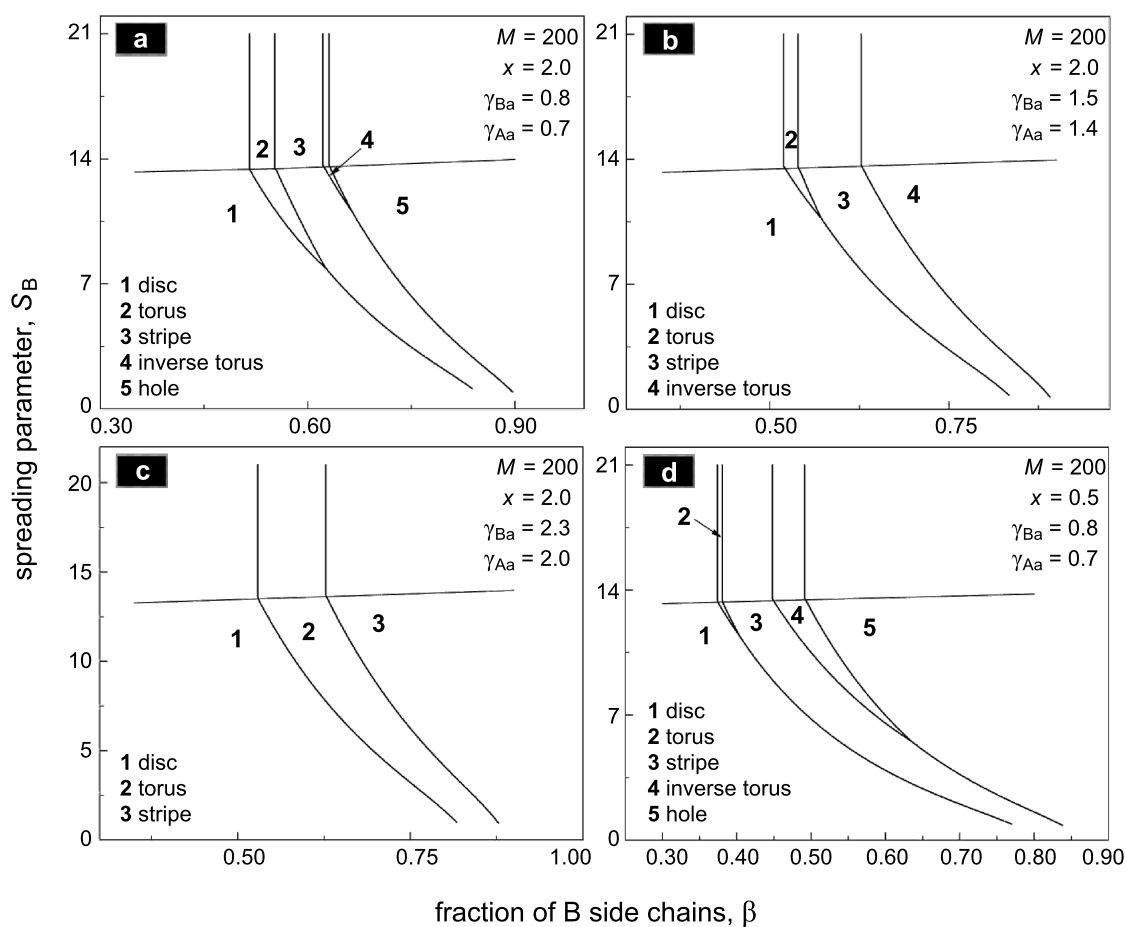 a
M = 200
x = 2.0
γBa = 0.8
γAa = 0.7
21
14
7
0
2
3
4
1
5
1 disc
2 torus
3 stripe
4 inverse torus
5 hole
0.30
0.60
0.90
b
M = 200
x = 2.0
γBa = 1.5
γAa = 1.4
21
14
7
0
2
3
4
1
1 disc
2 torus
3 stripe
4 inverse torus
0.50
0.75
c
M = 200
x = 2.0
γBa = 2.3
γAa = 2.0
20
15
10
5
0
1
2
3
1 disc
2 torus
3 stripe
0.50
0.75
1.00
d
M = 200
x = 0.5
γBa = 0.8
γAa = 0.7
21
14
7
0
2
1
3
4
5
1 disc
2 torus
3 stripe
4 inverse torus
5 hole
0.30
0.40
0.50
0.60
0.70
0.80
0.90
spreading parameter, SB
fraction of B side chains, β